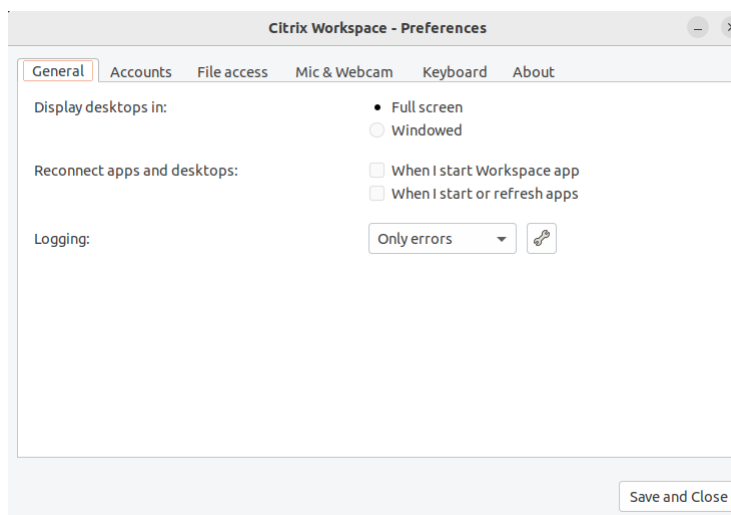 Citrix Workspace - Preferences
General Accounts File access Mic & Webcam Keyboard About
Display desktops in: Full screen
Windowed
Reconnect apps and desktops: When I start Workspace app
When I start or refresh apps
Logging: Only errors
Save and Close